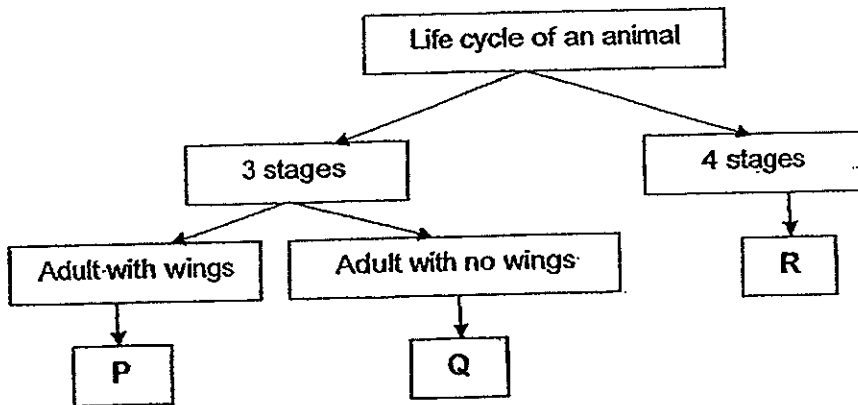 Life cycle of an animal
3 stages
4 stages
Adult with wings
Adult with no wings
R
P
Q